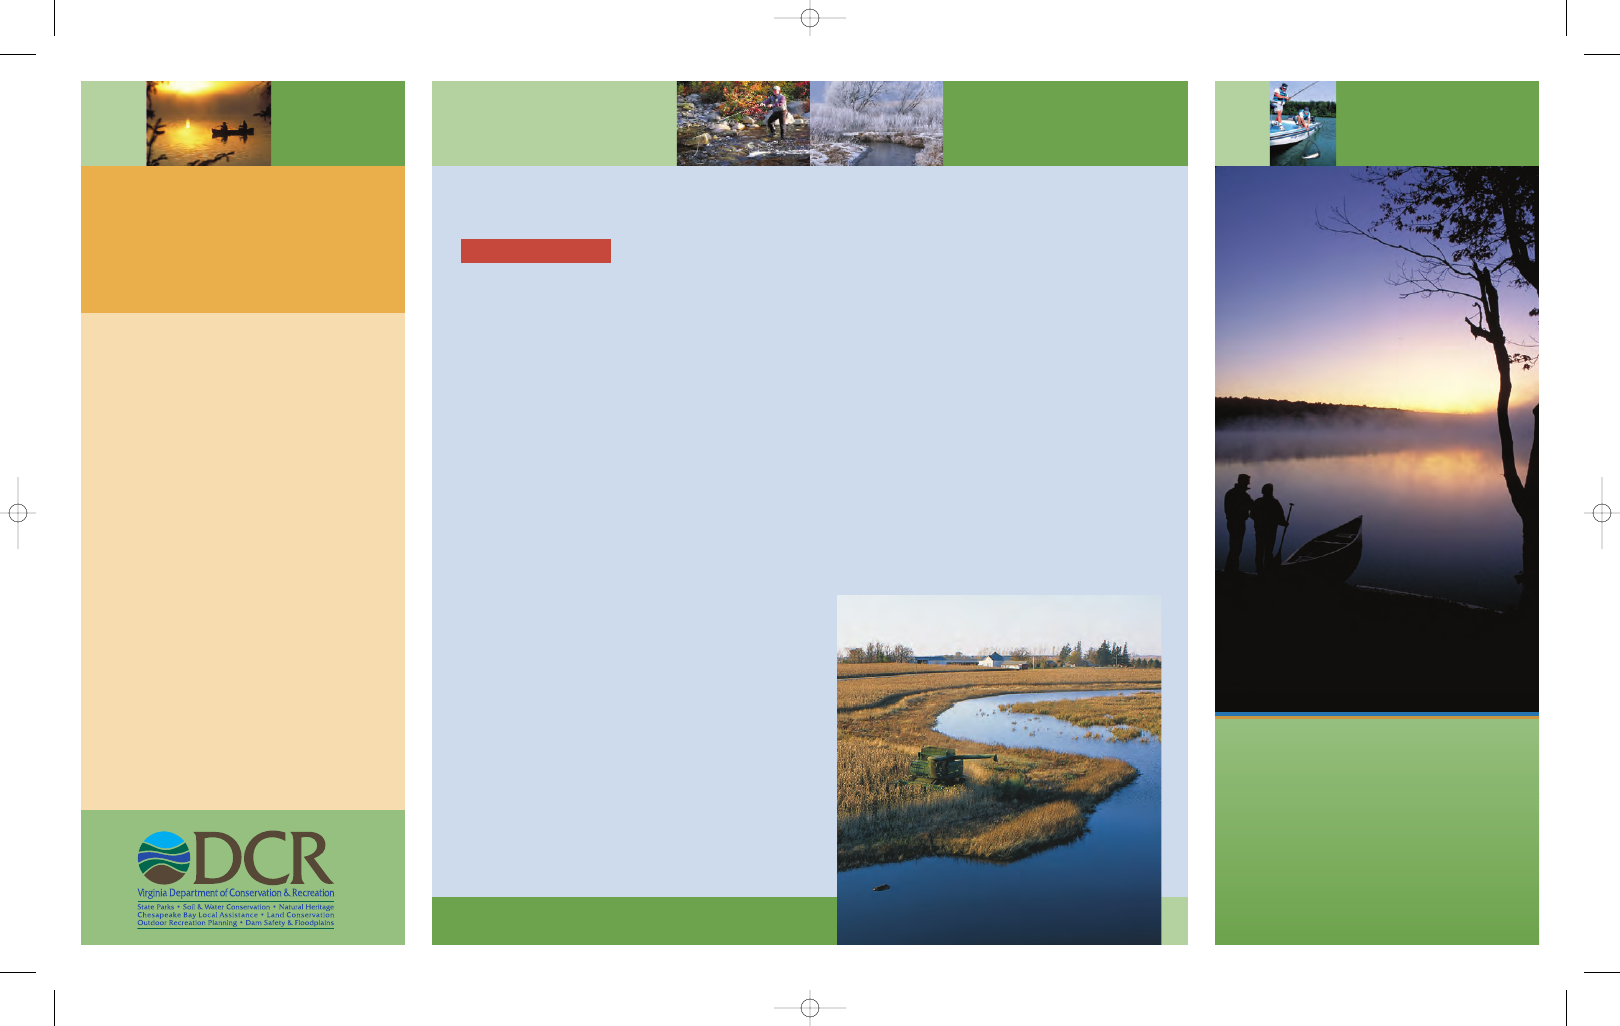 DCR
Virginia Department of Conservation & Recreation
State Parks • Soil & Water Conservation • Natural Heritage
Chesapeake Bay Local Assistance • Land Conservation
Outdoor Recreation Planning • Dam Safety & Floodplains